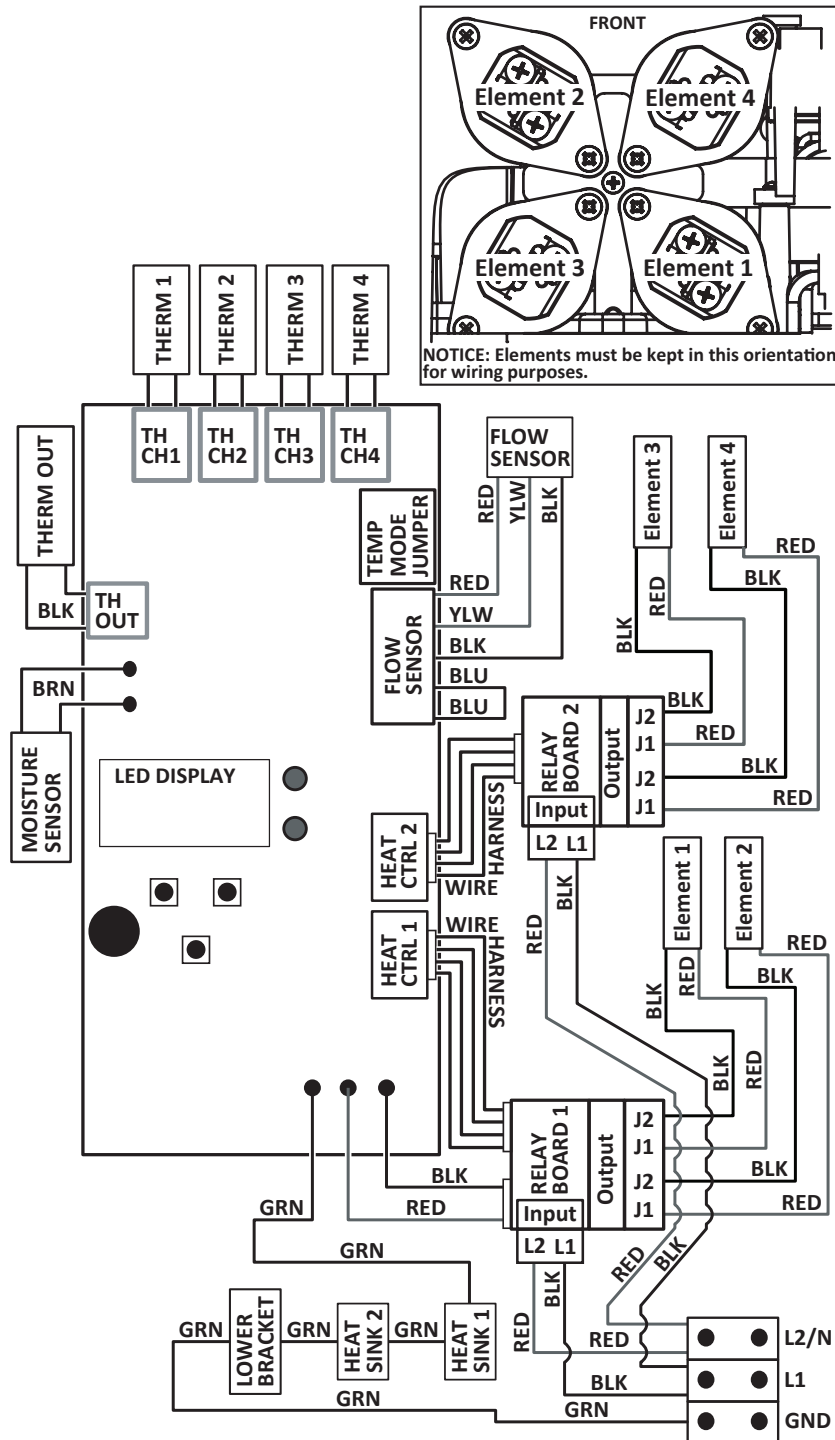 FRONT
Element 2
Element 4
Element 3
Element 1
NOTICE: Elements must be kept in this orientation
for wiring purposes.
THERM 1
THERM 2
THERM 3
THERM 4
TH
CH1
TH
CH2
TH
CH3
TH
CH4
THERM OUT
BLK
TH
OUT
TEMP
MODE
JUMPER
FLOW
SENSOR
RED
YLW
BLK
RED
YLW
BLK
BLU
BLU
FLOW
SENSOR
BRN
MOISTURE
SENSOR
LED DISPLAY
HEAT
CTRL 2
WIRE
HARNESS
HEAT
CTRL 1
WIRE
HARNESS
Element 3
Element 4
RED
BLK
RED
BLK
BLK
RED
BLK
RED
RELAY
BOARD 2
Output
J2
J1
J2
J1
Input
L2
L1
RED
BLK
Element 1
Element 2
RED
BLK
RED
BLK
BLK
RED
BLK
RED
RELAY
BOARD 1
Output
J2
J1
J2
J1
Input
L2
L1
BLK
RED
GRN
GRN
RED
BLK
RED
BLK
RED
BLK
GRN
LOWER
BRACKET
GRN
HEAT
SINK 2
GRN
HEAT
SINK 1
GRN
GRN
L2/N
L1
GND